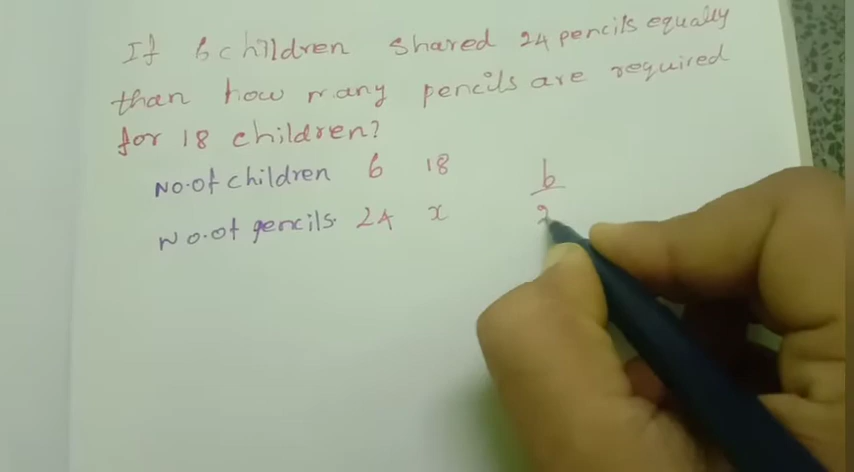 If 6 children shared 24 pencils equally
than how many pencils are required
for 18 children?
No. of children 6 18
No. of pencils. 24 x
6
2